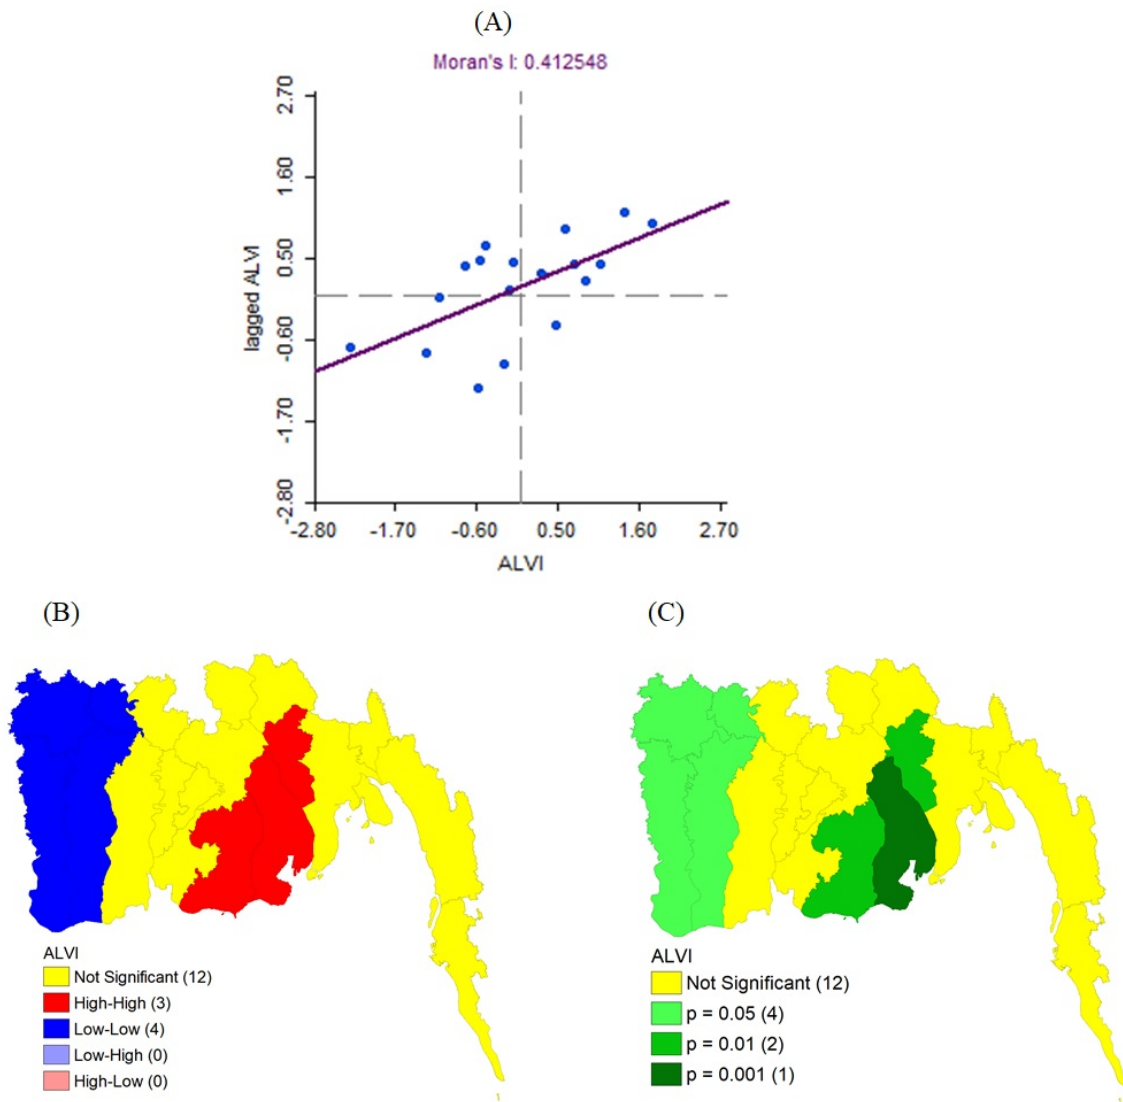 (A)
Moran's I: 0.412548
2.70
1.60
0.50
-0.60
-1.70
-2.80
lagged ALVI
-2.80 -1.70 -0.60 0.50 1.60 2.70
ALVI
(B)
ALVI
Not Significant (12)
High-High (3)
Low-Low (4)
Low-High (0)
High-Low (0)
(C)
ALVI
Not Significant (12)
p = 0.05 (4)
p = 0.01 (2)
p = 0.001 (1)